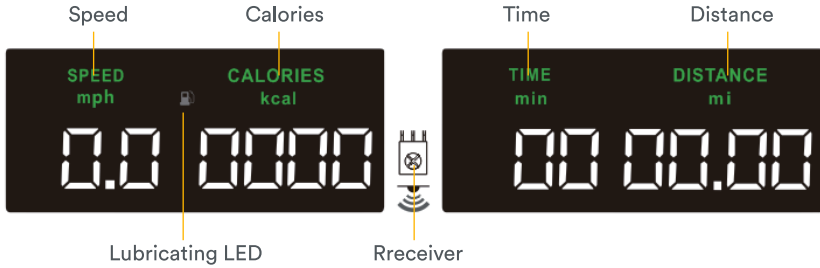 Speed Calories Time Distance
SPEED CALORIES TIME DISTANCE
mph kcal min mi
0.0 0000 00 00.00
Lubricating LED Rreceiver